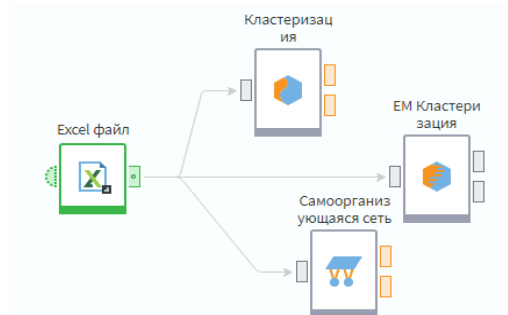 Кластеризац
ия
EM Кластери
зация
Excel файл
Самоорганиз
ующаяся сеть